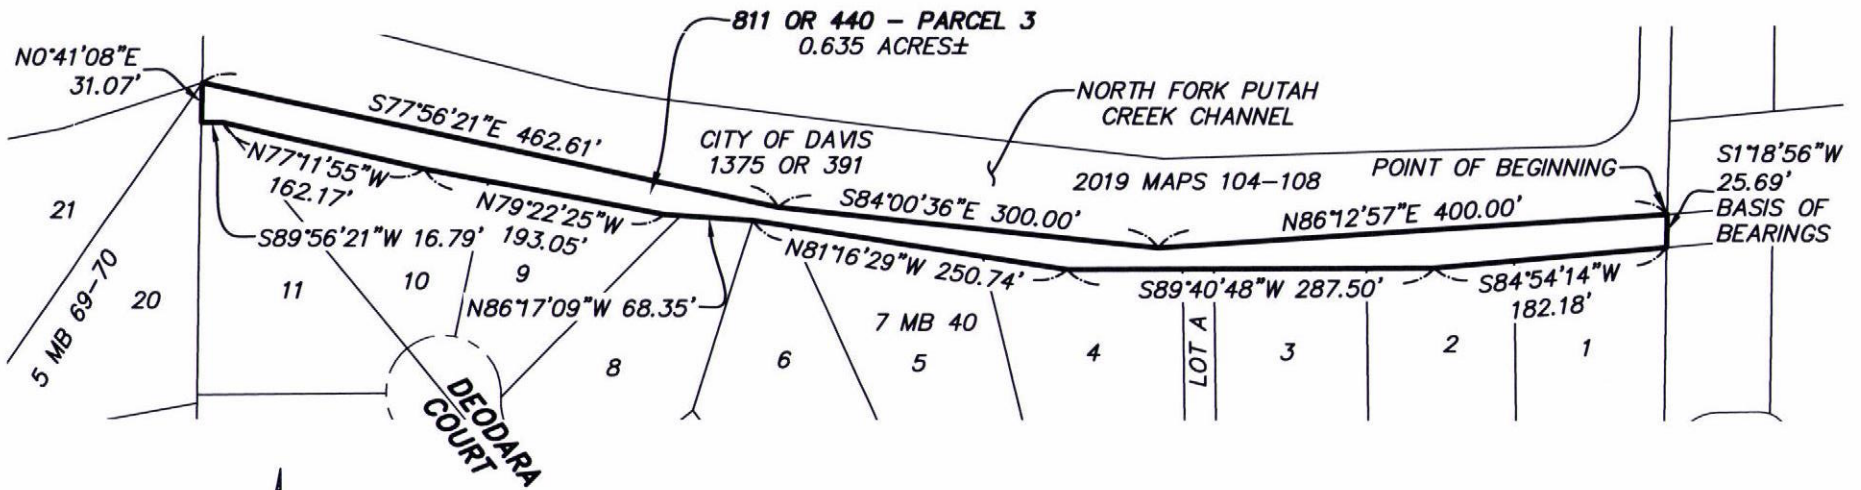 811 OR 440 – PARCEL 3
0.635 ACRES±
N0°41'08"E
31.07'
S77°56'21"E 462.61'
NORTH FORK PUTAH
CREEK CHANNEL
CITY OF DAVIS
1375 OR 391
2019 MAPS 104–108
POINT OF BEGINNING
S1°18'56"W
25.69'
BASIS OF
BEARINGS
N77°11'55"W
162.17'
N79°22'25"W
193.05'
S84°00'36"E 300.00'
N86°12'57"E 400.00'
S89°56'21"W 16.79'
N81°16'29"W 250.74'
S89°40'48"W 287.50'
S84°54'14"W
182.18'
N86°17'09"W 68.35'
21
5 MB 69–70
20
11
10
9
8
6
7 MB 40
5
4
LOT A
3
2
1
DEODARA
COURT